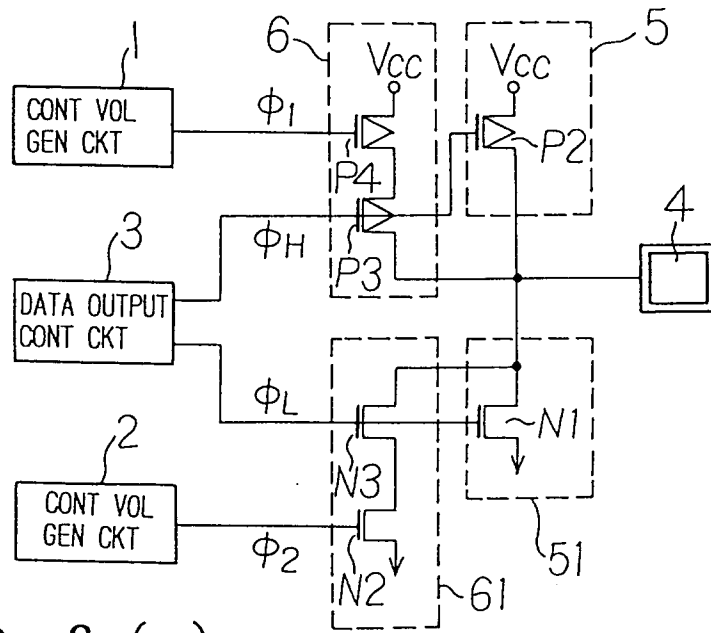 1
CONT VOL
GEN CKT
ϕ1
6
VCC
P4
P3
5
VCC
P2
3
DATA OUTPUT
CONT CKT
ϕH
4
ϕL
N3
N1
51
2
CONT VOL
GEN CKT
ϕ2
N2
61